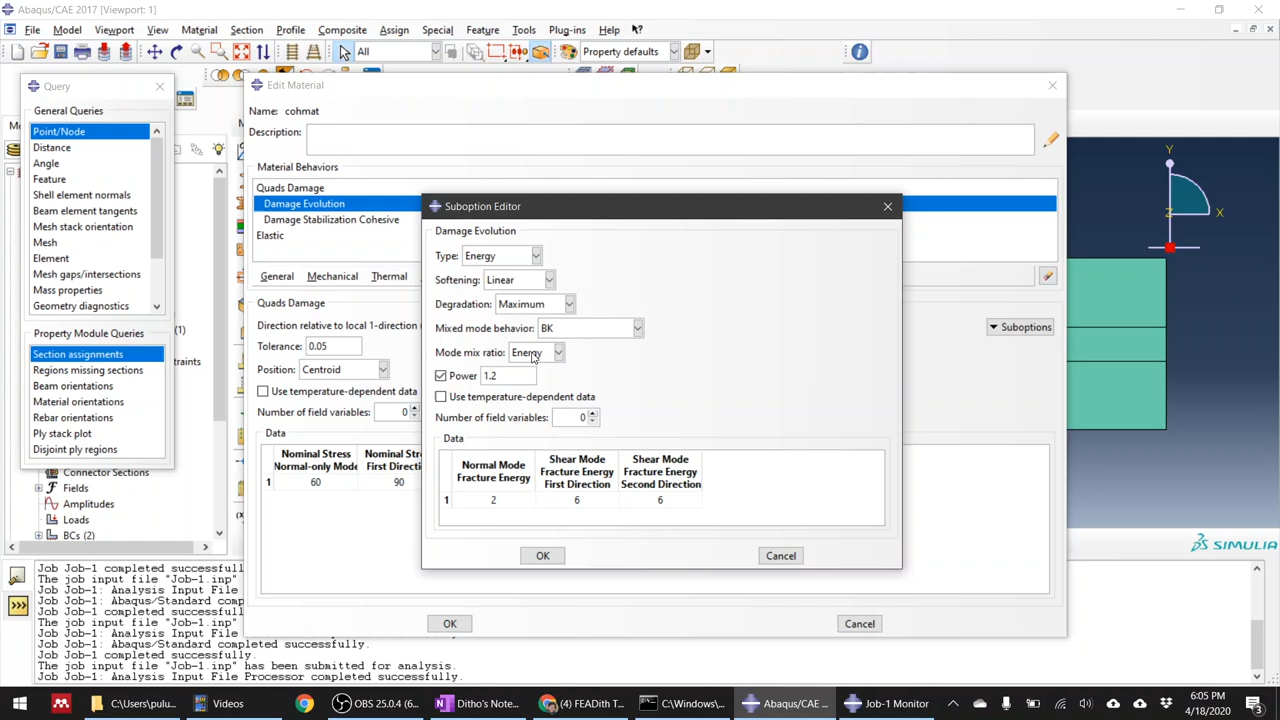 Abaqus/CAE 2017 [Viewport: 1]
File Model Viewport View Material Section Profile Composite Assign Special Feature Tools Plug-ins Help
All
Property defaults
Query
General Queries
Point/Node
Distance
Angle
Feature
Shell element normals
Beam element tangents
Mesh stack orientation
Mesh
Element
Mesh gaps/intersections
Mass properties
Geometry diagnostics
Property Module Queries
Section assignments
Regions missing sections
Beam orientations
Material orientations
Rebar orientations
Ply stack plot
Disjoint ply regions
Connector Sections
Fields
Amplitudes
Loads
BCs (2)
Edit Material
Name: cohmat
Description:
Material Behaviors
Quads Damage
Damage Evolution
Damage Stabilization Cohesive
Elastic
General Mechanical Thermal
Quads Damage
Direction relative to local 1-direction
Tolerance: 0.05
Position: Centroid
Use temperature-dependent data
Number of field variables: 0
Data
Nominal Stress
Normal-only Mode
Nominal Stress
First Direction
1 60 90
Suboptions
OK Cancel
Suboption Editor
Damage Evolution
Type: Energy
Softening: Linear
Degradation: Maximum
Mixed mode behavior: BK
Mode mix ratio: Energy
Power 1.2
Use temperature-dependent data
Number of field variables: 0
Data
Normal Mode
Fracture Energy
Shear Mode
Fracture Energy
First Direction
Shear Mode
Fracture Energy
Second Direction
1 2 6 6
OK Cancel
Y
Z X
SIMULIA
Job Job-1 completed successfull
The job input file "Job-1.inp"
Job Job-1: Analysis Input File
Job Job-1: Abaqus/Standard comp
Job Job-1 completed successfull
The job input file "Job-1.inp"
Job Job-1: Analysis Input File
Job Job-1: Abaqus/Standard completed successfully.
Job Job-1 completed successfully.
The job input file "Job-1.inp" has been submitted for analysis.
Job Job-1: Analysis Input File Processor completed successfully.
C:\Users\pulu...
Videos
OBS 25.0.4 (6...
Ditho's Note...
(4) FEADith T...
C:\Windows\...
Abaqus/CAE ...
Job-1 Monitor
6:05 PM
4/18/2020